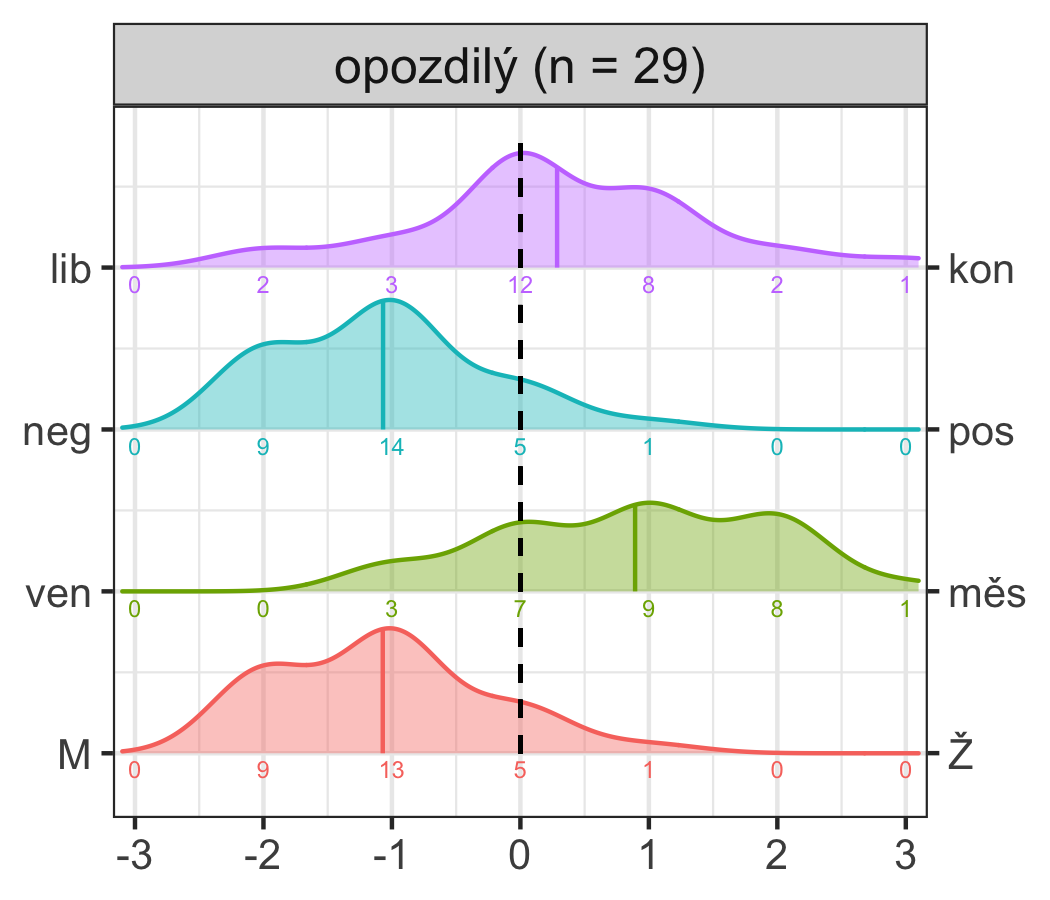 opozdilý (n = 29)
lib kon
0 2 3 12 8 2 1
neg pos
0 9 14 5 1 0 0
ven měs
0 0 3 7 9 8 1
M Ž
0 9 13 5 1 0 0
-3 -2 -1 0 1 2 3